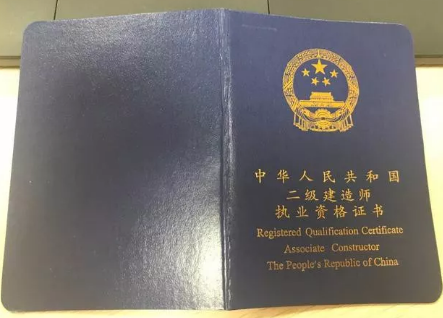 中华人民共和国
二级建造师
执业资格证书
Registered Qualification Certificate
Associate Constructor
The People's Republic of China